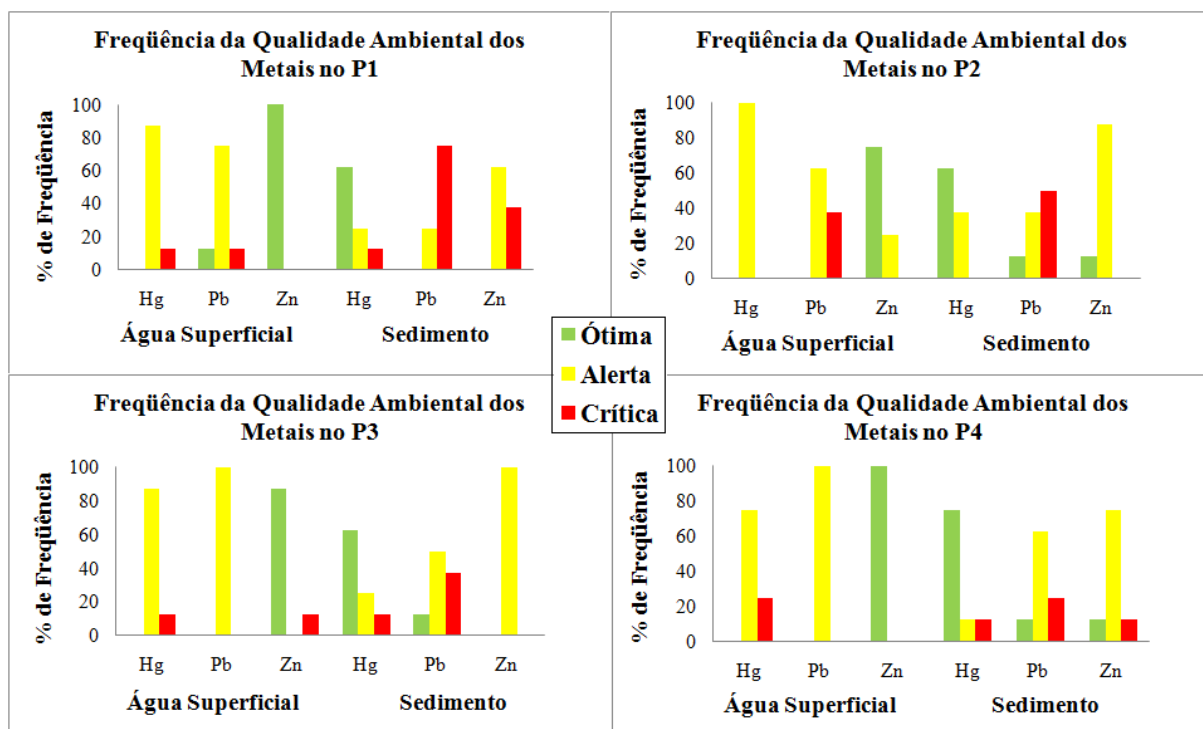 Freqüência da Qualidade Ambiental dos
Metais no P1
% de Freqüência
100
80
60
40
20
0
Hg Pb Zn Hg Pb Zn
Água Superficial Sedimento
Freqüência da Qualidade Ambiental dos
Metais no P2
% de Freqüência
100
80
60
40
20
0
Hg Pb Zn Hg Pb Zn
Água Superficial Sedimento
Ótima
Alerta
Crítica
Freqüência da Qualidade Ambiental dos
Metais no P3
% de Freqüência
100
80
60
40
20
0
Hg Pb Zn Hg Pb Zn
Água Superficial Sedimento
Freqüência da Qualidade Ambiental dos
Metais no P4
% de Freqüência
100
80
60
40
20
0
Hg Pb Zn Hg Pb Zn
Água Superficial Sedimento